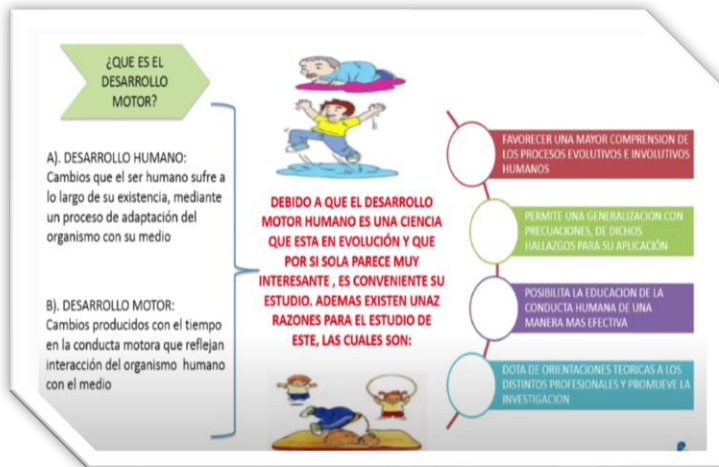 ¿QUE ES EL
DESARROLLO
MOTOR?
A). DESARROLLO HUMANO:
Cambios que el ser humano sufre a
lo largo de su existencia, mediante
un proceso de adaptación del
organismo con su medio
B). DESARROLLO MOTOR:
Cambios producidos con el tiempo
en la conducta motora que reflejan
interacción del organismo humano
con el medio
DEBIDO A QUE EL DESARROLLO
MOTOR HUMANO ES UNA CIENCIA
QUE ESTA EN EVOLUCIÓN Y QUE
POR SI SOLA PARECE MUY
INTERESANTE , ES CONVENIENTE SU
ESTUDIO. ADEMAS EXISTEN UNAZ
RAZONES PARA EL ESTUDIO DE
ESTE, LAS CUALES SON:
FAVORECER UNA MAYOR COMPRENSION DE
LOS PROCESOS EVOLUTIVOS E INVOLUTIVOS
HUMANOS
PERMITE UNA GENERALIZACION CON
PRECUACIONES, DE DICHOS
HALLAZGOS PARA SU APLICACIÓN
POSIBILITA LA EDUCACION DE LA
CONDUCTA HUMANA DE UNA
MANERA MAS EFECTIVA
DOTA DE ORIENTACIONES TEORICAS A LOS
DISTINTOS PROFESIONALES Y PROMUEVE LA
INVESTIGACION